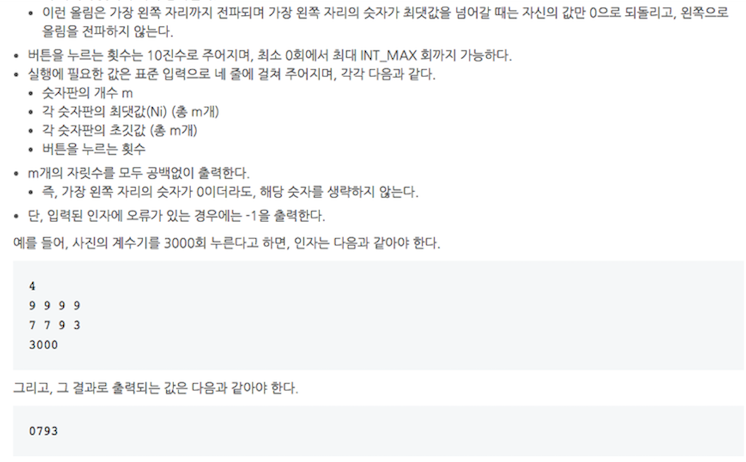 이런 올림은 가장 왼쪽 자리까지 전파되며 가장 왼쪽 자리의 숫자가 최댓값을 넘어갈 때는 자신의 값만 0으로 되돌리고, 왼쪽으로
올림을 전파하지 않는다.
버튼을 누르는 횟수는 10진수로 주어지며, 최소 0회에서 최대 INT_MAX 회까지 가능하다.
실행에 필요한 값은 표준 입력으로 네 줄에 걸쳐 주어지며, 각각 다음과 같다.
숫자판의 개수 m
각 숫자판의 최댓값(Ni) (총 m개)
각 숫자판의 초깃값 (총 m개)
버튼을 누르는 횟수
m개의 자릿수를 모두 공백없이 출력한다.
즉, 가장 왼쪽 자리의 숫자가 0이더라도, 해당 숫자를 생략하지 않는다.
단, 입력된 인자에 오류가 있는 경우에는 -1을 출력한다.
예를 들어, 사진의 계수기를 3000회 누른다고 하면, 인자는 다음과 같아야 한다.
4
9 9 9 9
7 7 9 3
3000
그리고, 그 결과로 출력되는 값은 다음과 같아야 한다.
0793